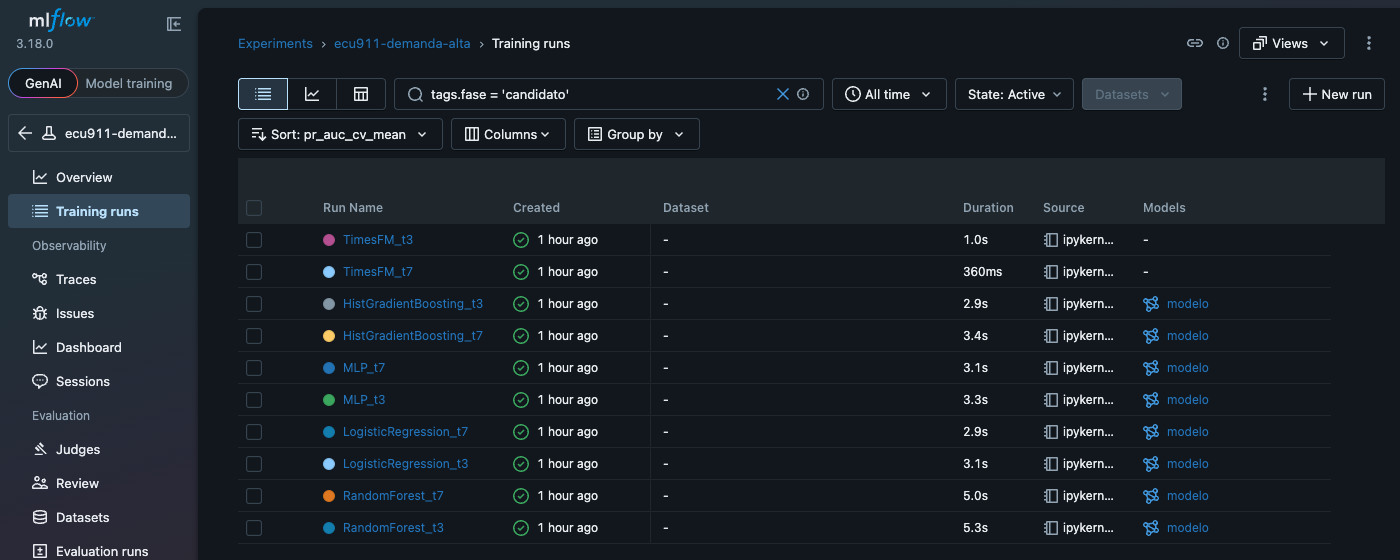 mlflow
3.18.0
GenAI Model training
ecu911-demand...
Overview
Training runs
Observability
Traces
Issues
Dashboard
Sessions
Evaluation
Judges
Review
Datasets
Evaluation runs
Experiments › ecu911-demanda-alta › Training runs
Views
tags.fase = 'candidato'
All time
State: Active
Datasets
+ New run
Sort: pr_auc_cv_mean
Columns
Group by
Run Name Created Dataset Duration Source Models
TimesFM_t3 1 hour ago - 1.0s ipykern... -
TimesFM_t7 1 hour ago - 360ms ipykern... -
HistGradientBoosting_t3 1 hour ago - 2.9s ipykern... modelo
HistGradientBoosting_t7 1 hour ago - 3.4s ipykern... modelo
MLP_t7 1 hour ago - 3.1s ipykern... modelo
MLP_t3 1 hour ago - 3.3s ipykern... modelo
LogisticRegression_t7 1 hour ago - 2.9s ipykern... modelo
LogisticRegression_t3 1 hour ago - 3.1s ipykern... modelo
RandomForest_t7 1 hour ago - 5.0s ipykern... modelo
RandomForest_t3 1 hour ago - 5.3s ipykern... modelo